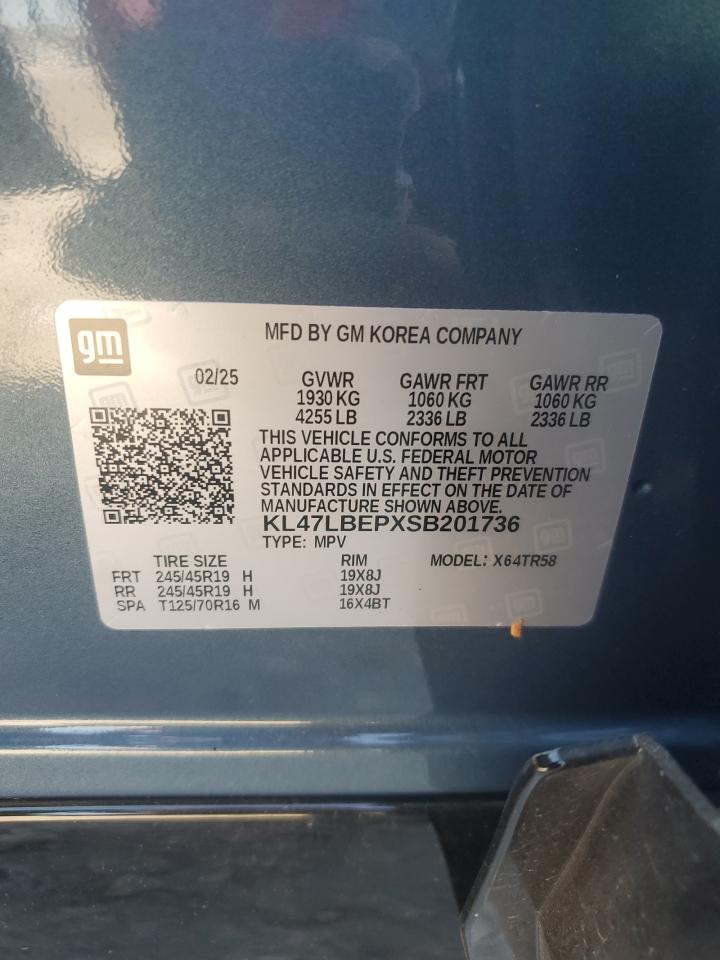 gm
MFD BY GM KOREA COMPANY
02/25 GVWR GAWR FRT GAWR RR
1930 KG 1060 KG 1060 KG
4255 LB 2336 LB 2336 LB
THIS VEHICLE CONFORMS TO ALL
APPLICABLE U.S. FEDERAL MOTOR
VEHICLE SAFETY AND THEFT PREVENTION
STANDARDS IN EFFECT ON THE DATE OF
MANUFACTURE SHOWN ABOVE.
KL47LBEPXSB201736
TYPE: MPV
TIRE SIZE RIM MODEL: X64TR58
FRT 245/45R19 H 19X8J
RR 245/45R19 H 19X8J
SPA T125/70R16 M 16X4BT